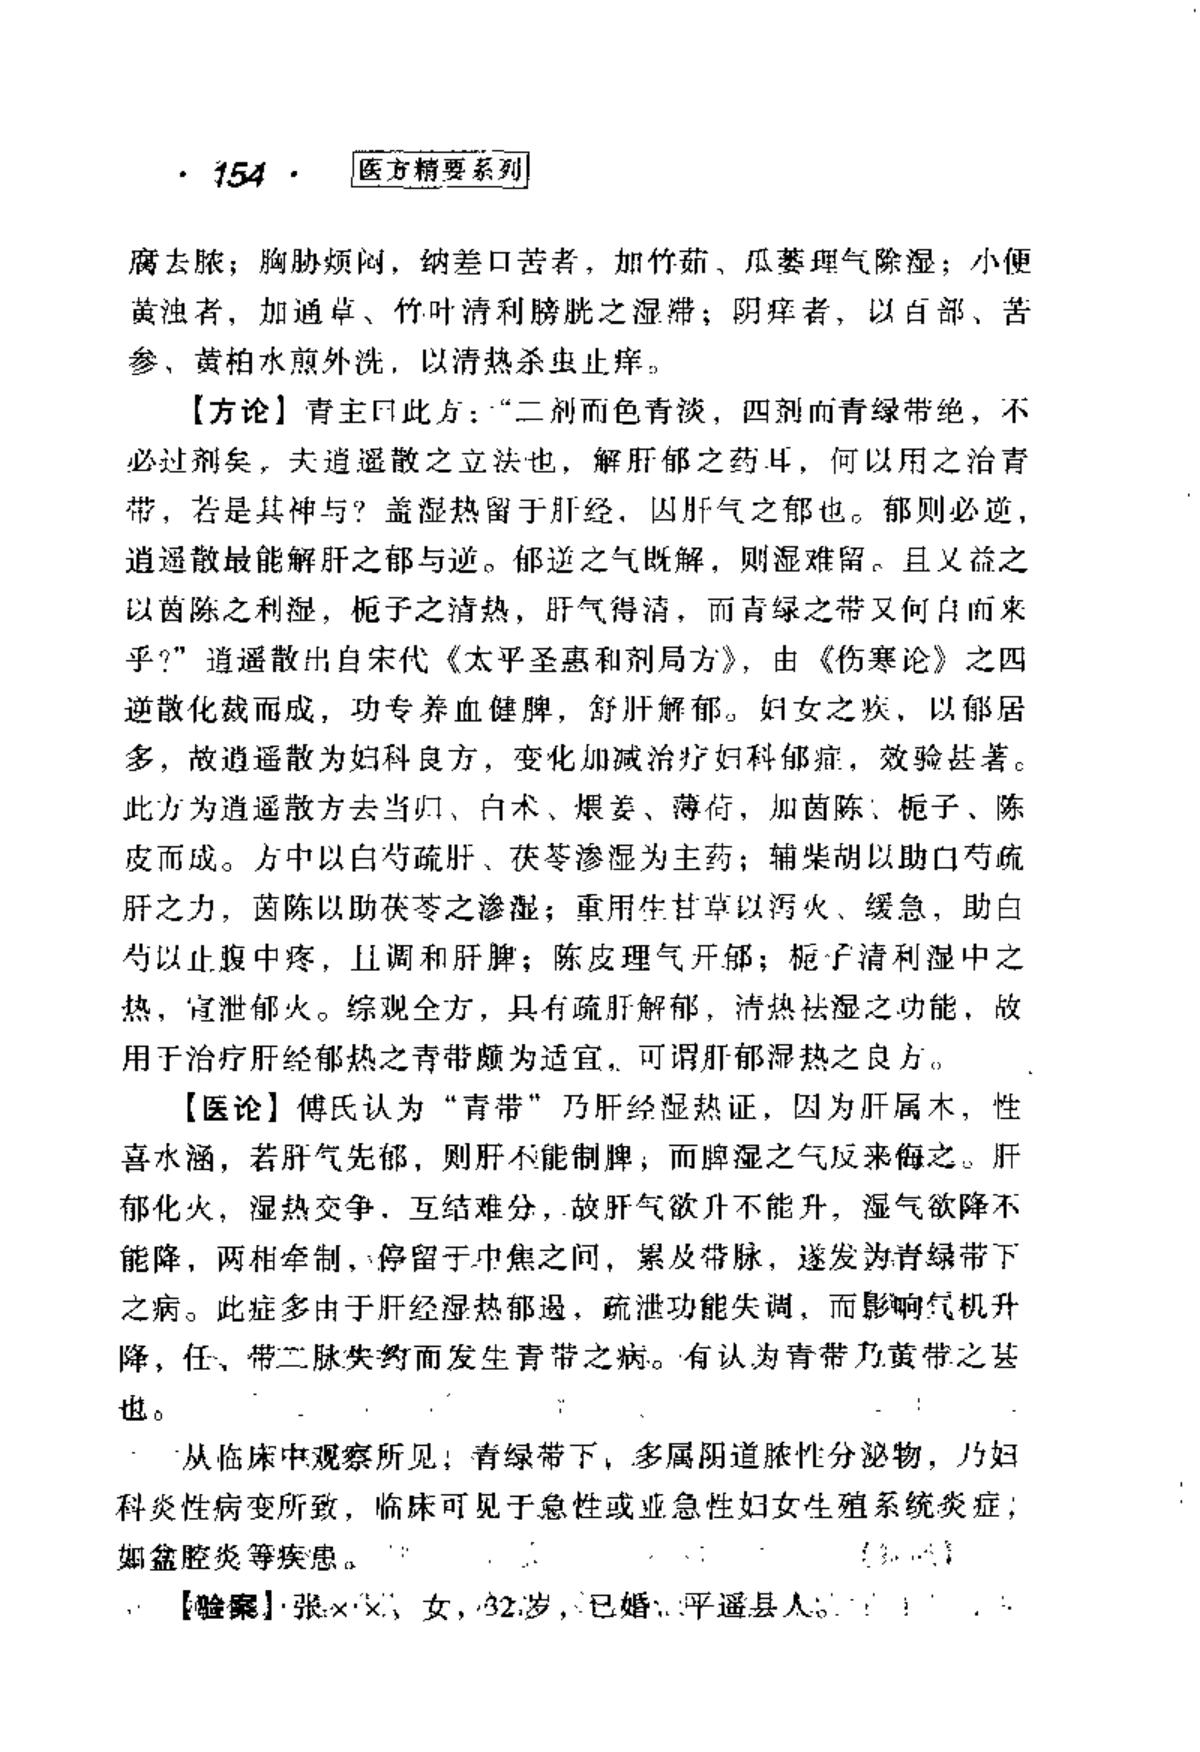 · 154 · 医方精要系列
腐去脓；胸胁烦闷，纳差口苦者，加竹茹、瓜蒌理气除湿；小便
黄浊者，加通草、竹叶清利膀胱之湿滞；阴痒者，以百部、苦
参、黄柏水煎外洗，以清热杀虫止痒。
【方论】青主曰此方：“二剂而色青淡，四剂而青绿带绝，不
必过剂矣。夫逍遥散之立法也，解肝郁之药耳，何以用之治青
带，若是其神与？盖湿热留于肝经，因肝气之郁也。郁则必逆，
逍遥散最能解肝之郁与逆。郁逆之气既解，则湿难留。且又益之
以茵陈之利湿，栀子之清热，肝气得清，而青绿之带又何自而来
乎？”逍遥散出自宋代《太平圣惠和剂局方》，由《伤寒论》之四
逆散化裁而成，功专养血健脾，舒肝解郁。妇女之疾，以郁居
多，故逍遥散为妇科良方，变化加减治疗妇科郁症，效验甚著。
此方为逍遥散方去当归、白术、煨姜、薄荷，加茵陈、栀子、陈
皮而成。方中以白芍疏肝、茯苓渗湿为主药；辅柴胡以助白芍疏
肝之力，茵陈以助茯苓之渗湿；重用生甘草以泻火、缓急，助白
芍以止腹中疼，且调和肝脾；陈皮理气开郁；栀子清利湿中之
热，宣泄郁火。综观全方，具有疏肝解郁，清热祛湿之功能，故
用于治疗肝经郁热之青带颇为适宜，可谓肝郁湿热之良方。
【医论】傅氏认为“青带”乃肝经湿热证，因为肝属木，性
喜水涵，若肝气先郁，则肝不能制脾；而脾湿之气反来侮之。肝
郁化火，湿热交争，互结难分，故肝气欲升不能升，湿气欲降不
能降，两相牵制，停留于中焦之间，累及带脉，遂发为青绿带下
之病。此症多由于肝经湿热郁遏，疏泄功能失调，而影响气机升
降，任、带二脉失约而发生青带之病。有认为青带乃黄带之甚
也。
从临床中观察所见；青绿带下，多属阴道脓性分泌物，乃妇
科炎性病变所致，临床可见于急性或亚急性妇女生殖系统炎症；
如盆腔炎等疾患。
【验案】张××，女，32岁，已婚，平遥县人。